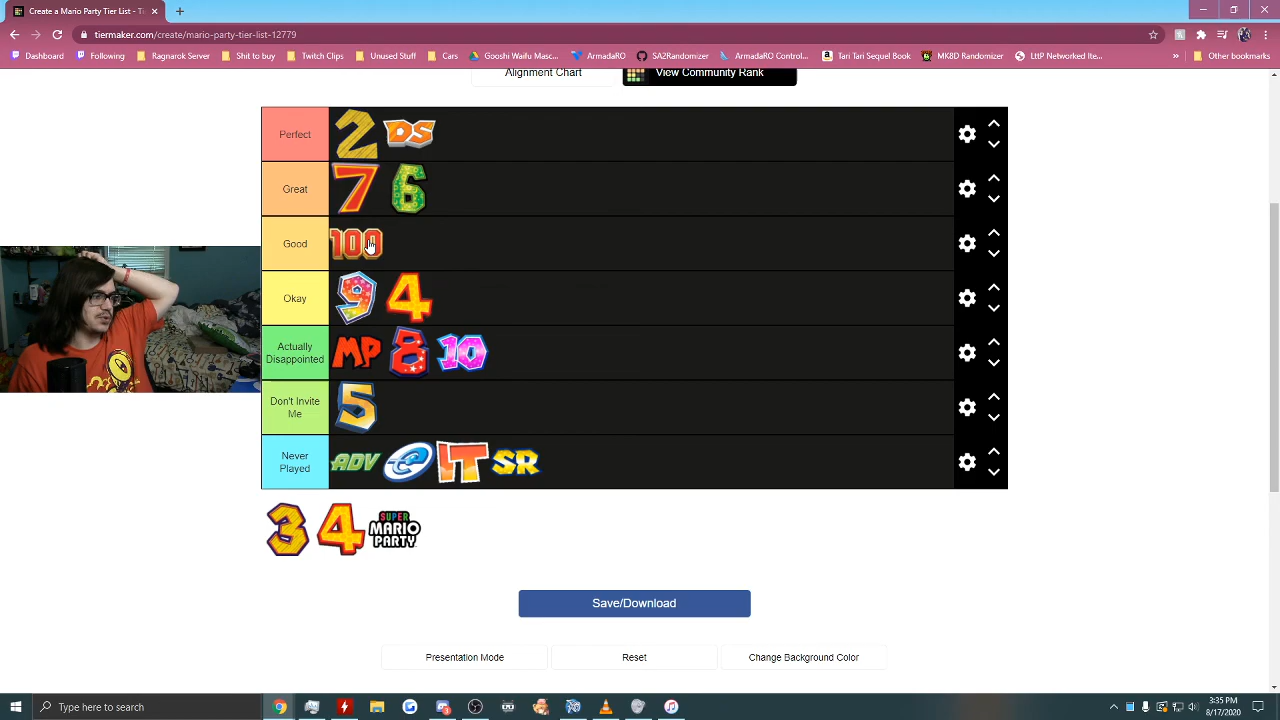 Create a Mario Party Tier List - Ti
tiermaker.com/create/mario-party-tier-list-12779
Dashboard Following Ragnarok Server Shit to buy Twitch Clips Unused Stuff Cars Gooshi Waifu Masc... ArmadaRO SA2Randomizer ArmadaRO Control... Tari Tari Sequel Book MK8D Randomizer LttP Networked Ite... » Other bookmarks
Alignment Chart View Community Rank
Perfect 2 DS
Great 7 6
Good 100
Okay 9 4
Actually
Disappointed MP 8 10
Don't Invite
Me 5
Never
Played ADV e IT SR
3 4 SUPER
MARIO
PARTY
Save/Download
Presentation Mode Reset Change Background Color
Type here to search
3:35 PM
8/17/2020